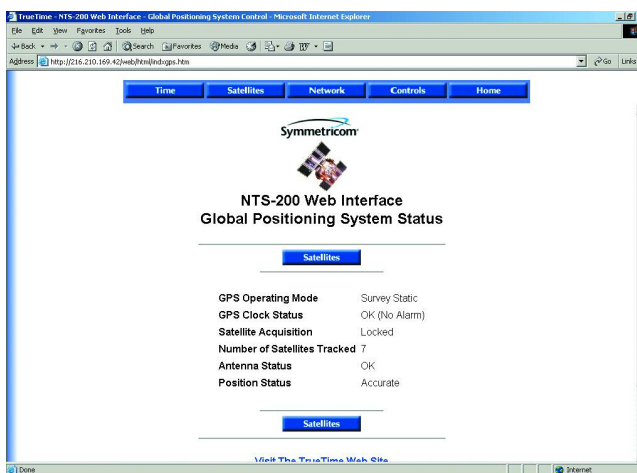 TrueTime - NTS-200 Web Interface - Global Positioning System Control - Microsoft Internet Explorer
File Edit View Favorites Tools Help
Back Search Favorites Media
Address http://216.210.169.42/web/html/indxgps.htm Go Links
Time Satellites Network Controls Home
Symmetricom
NTS-200 Web Interface
Global Positioning System Status
Satellites
GPS Operating Mode Survey Static
GPS Clock Status OK (No Alarm)
Satellite Acquisition Locked
Number of Satellites Tracked 7
Antenna Status OK
Position Status Accurate
Satellites
Visit The TrueTime Web Site
Done Internet